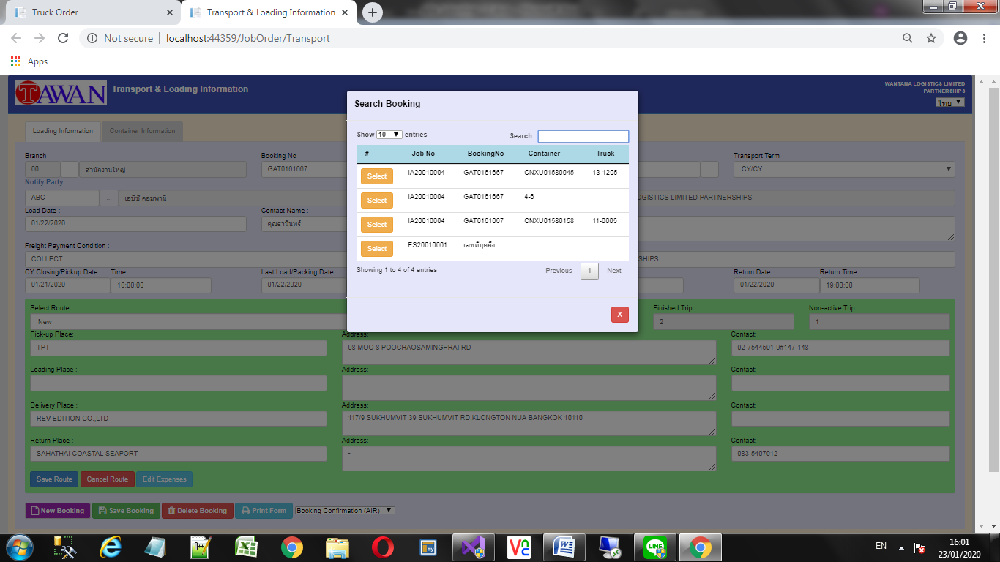 Truck Order
Transport & Loading Information
Not secure
localhost:44359/JobOrder/Transport
Apps
TAWAN
Transport & Loading Information
WANTANA LOGISTICS LIMITED
PARTNERSHIPS
ไทย
Loading Information
Container Information
Branch
Booking No
Transport Term
00
...
สำนักงานใหญ่
GAT0161667
...
CY/CY
Notify Party:
ABC
...
เอบีซี คอมพานี
OGISTICS LIMITED PARTNERSHIPS
Load Date :
Contact Name :
01/22/2020
คุณธานินทร์
Freight Payment Condition :
COLLECT
SHIPS
CY Closing/Pickup Date :
Time :
Last Load/Packing Date :
Return Date :
Return Time :
01/21/2020
10:00:00
01/22/2020
01/22/2020
19:00:00
Search Booking
Show 10 entries
Search:
# Job No BookingNo Container Truck
Select IA20010004 GAT0161667 CNXU01580045 13-1205
Select IA20010004 GAT0161667 4-6
Select IA20010004 GAT0161667 CNXU01580158 11-0005
Select ES20010001 เลขที่บุคกิ้ง
Showing 1 to 4 of 4 entries
Previous 1 Next
X
Select Route:
Finished Trip:
Non-active Trip:
New
2
1
Pick-up Place:
Address:
Contact:
TPT
98 MOO 8 POOCHAOSAMINGPRAI RD
02-7544501-9#147-148
Loading Place :
Address:
Contact:
Delivery Place :
Address:
Contact:
REV EDITION CO.,LTD
117/9 SUKHUMVIT 39 SUKHUMVIT RD,KLONGTON NUA BANGKOK 10110
Return Place :
Address:
Contact:
SAHATHAI COASTAL SEAPORT
-
083-5407912
Save Route
Cancel Route
Edit Expenses
New Booking
Save Booking
Delete Booking
Print Form
Booking Confirmation (AIR)
EN
16:01
23/01/2020